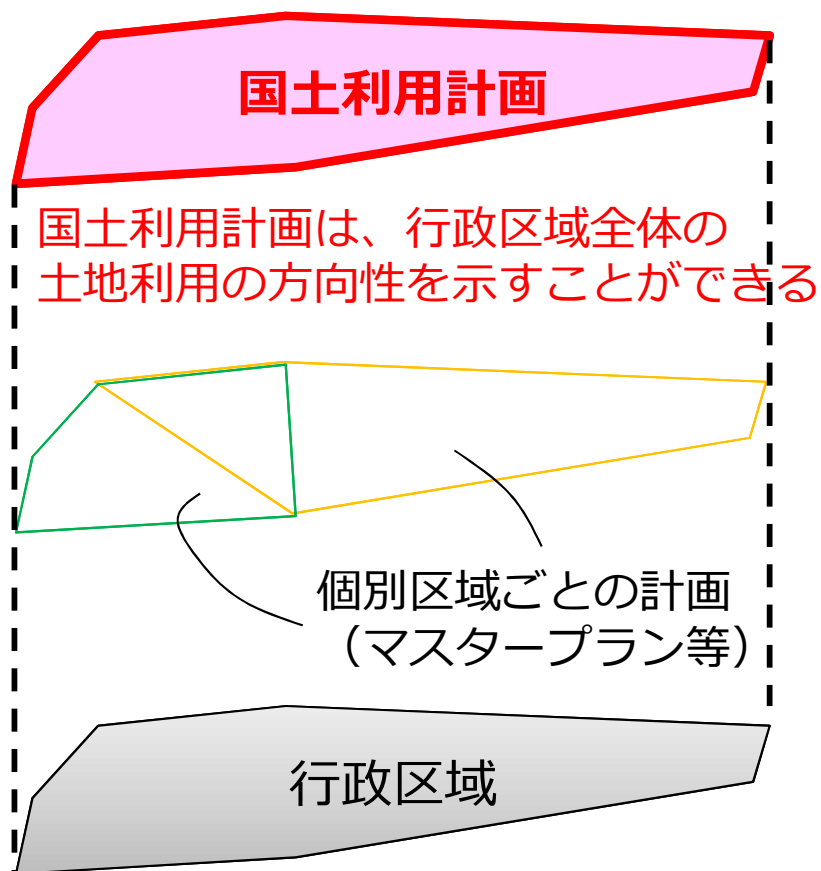 国土利用計画
国土利用計画は、行政区域全体の
土地利用の方向性を示すことができる
個別区域ごとの計画
（マスタープラン等）
行政区域